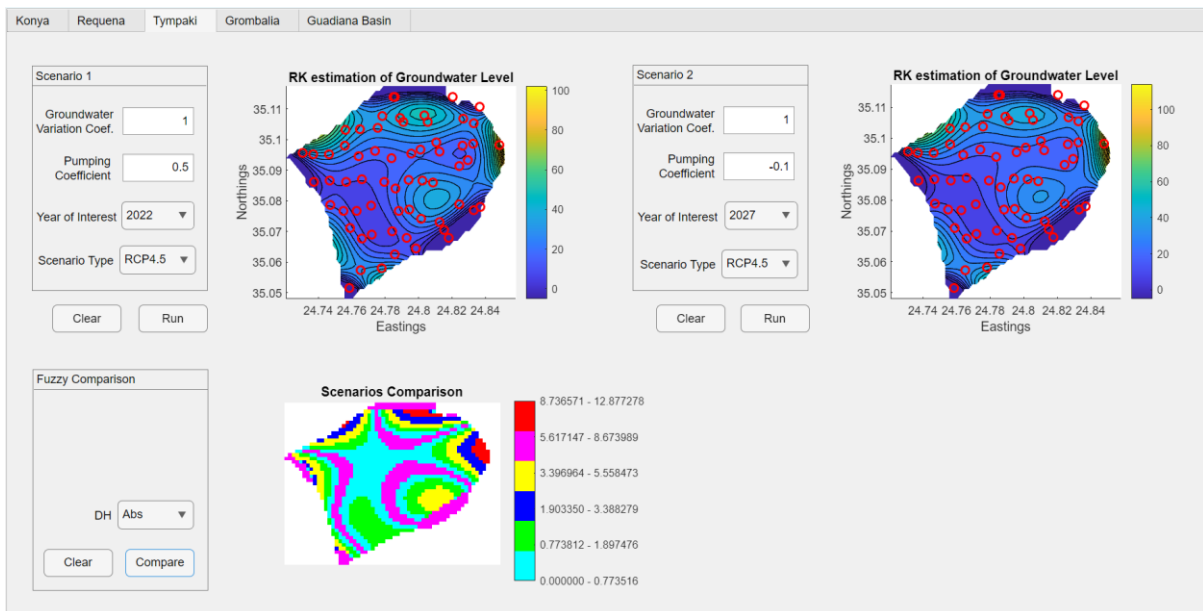 Konya
Requena
Tympaki
Grombalia
Guadiana Basin
Scenario 1
Groundwater
Variation Coef.
1
Pumping
Coefficient
0.5
Year of Interest
2022
Scenario Type
RCP4.5
Clear
Run
RK estimation of Groundwater Level
Northings
35.11
35.1
35.09
35.08
35.07
35.06
35.05
24.74 24.76 24.78 24.8 24.82 24.84
Eastings
100
80
60
40
20
0
Scenario 2
Groundwater
Variation Coef.
1
Pumping
Coefficient
-0.1
Year of Interest
2027
Scenario Type
RCP4.5
Clear
Run
RK estimation of Groundwater Level
Northings
35.11
35.1
35.09
35.08
35.07
35.06
35.05
24.74 24.76 24.78 24.8 24.82 24.84
Eastings
100
80
60
40
20
0
Fuzzy Comparison
DH
Abs
Clear
Compare
Scenarios Comparison
8.736571 - 12.877278
5.617147 - 8.673989
3.396964 - 5.558473
1.903350 - 3.388279
0.773812 - 1.897476
0.000000 - 0.773516